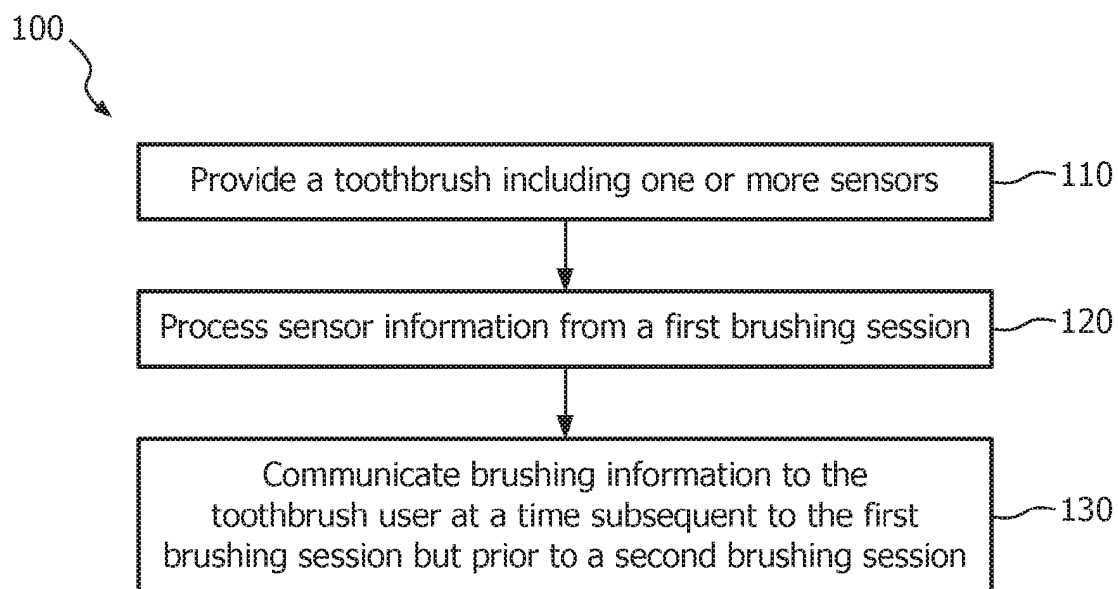 100
Provide a toothbrush including one or more sensors
110
Process sensor information from a first brushing session
120
Communicate brushing information to the
toothbrush user at a time subsequent to the first
brushing session but prior to a second brushing session
130